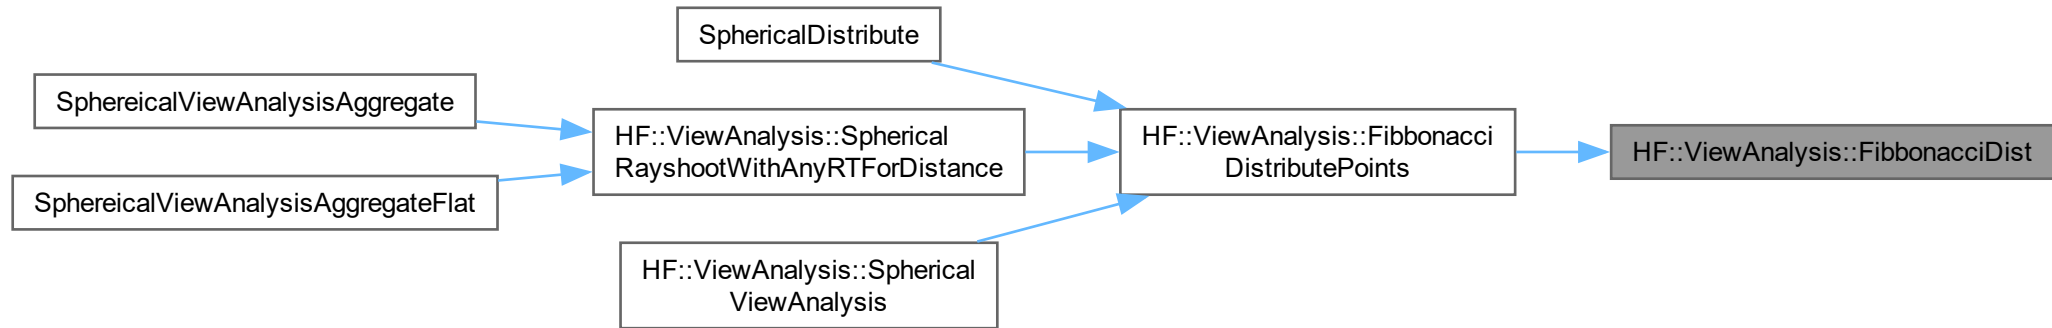 SphericalDistribute
SphereicalViewAnalysisAggregate
SphereicalViewAnalysisAggregateFlat
HF::ViewAnalysis::Spherical
RayshootWithAnyRTForDistance
HF::ViewAnalysis::Spherical
ViewAnalysis
HF::ViewAnalysis::Fibbonacci
DistributePoints
HF::ViewAnalysis::FibbonacciDist